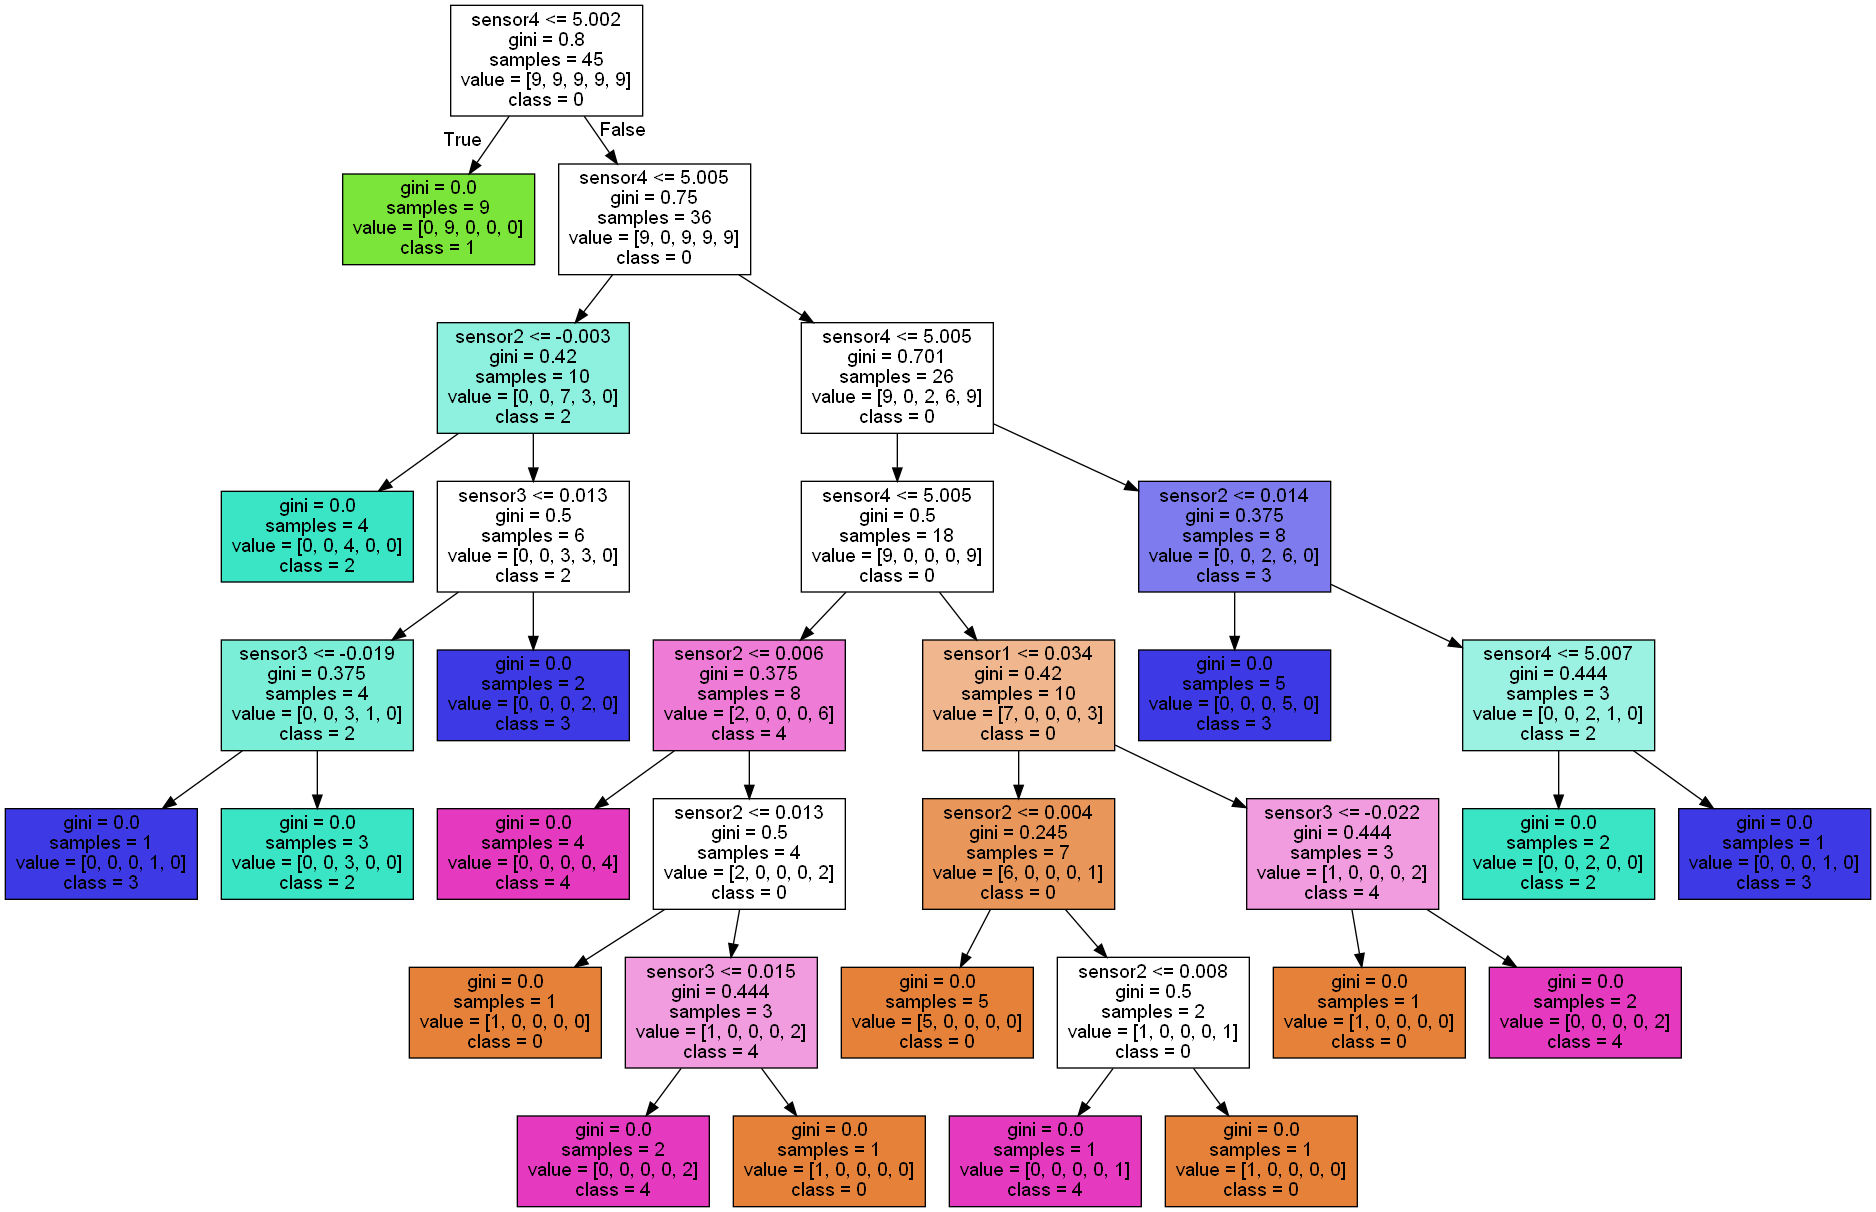 sensor4 <= 5.002
gini = 0.8
samples = 45
value = [9, 9, 9, 9, 9]
class = 0
True
False
gini = 0.0
samples = 9
value = [0, 9, 0, 0, 0]
class = 1
sensor4 <= 5.005
gini = 0.75
samples = 36
value = [9, 0, 9, 9, 9]
class = 0
sensor2 <= -0.003
gini = 0.42
samples = 10
value = [0, 0, 7, 3, 0]
class = 2
sensor4 <= 5.005
gini = 0.701
samples = 26
value = [9, 0, 2, 6, 9]
class = 0
gini = 0.0
samples = 4
value = [0, 0, 4, 0, 0]
class = 2
sensor3 <= 0.013
gini = 0.5
samples = 6
value = [0, 0, 3, 3, 0]
class = 2
sensor4 <= 5.005
gini = 0.5
samples = 18
value = [9, 0, 0, 0, 9]
class = 0
sensor2 <= 0.014
gini = 0.375
samples = 8
value = [0, 0, 2, 6, 0]
class = 3
sensor3 <= -0.019
gini = 0.375
samples = 4
value = [0, 0, 3, 1, 0]
class = 2
gini = 0.0
samples = 2
value = [0, 0, 0, 2, 0]
class = 3
sensor2 <= 0.006
gini = 0.375
samples = 8
value = [2, 0, 0, 0, 6]
class = 4
sensor1 <= 0.034
gini = 0.42
samples = 10
value = [7, 0, 0, 0, 3]
class = 0
gini = 0.0
samples = 5
value = [0, 0, 0, 5, 0]
class = 3
sensor4 <= 5.007
gini = 0.444
samples = 3
value = [0, 0, 2, 1, 0]
class = 2
gini = 0.0
samples = 1
value = [0, 0, 0, 1, 0]
class = 3
gini = 0.0
samples = 3
value = [0, 0, 3, 0, 0]
class = 2
gini = 0.0
samples = 4
value = [0, 0, 0, 0, 4]
class = 4
sensor2 <= 0.013
gini = 0.5
samples = 4
value = [2, 0, 0, 0, 2]
class = 0
sensor2 <= 0.004
gini = 0.245
samples = 7
value = [6, 0, 0, 0, 1]
class = 0
sensor3 <= -0.022
gini = 0.444
samples = 3
value = [1, 0, 0, 0, 2]
class = 4
gini = 0.0
samples = 2
value = [0, 0, 2, 0, 0]
class = 2
gini = 0.0
samples = 1
value = [0, 0, 0, 1, 0]
class = 3
gini = 0.0
samples = 1
value = [1, 0, 0, 0, 0]
class = 0
sensor3 <= 0.015
gini = 0.444
samples = 3
value = [1, 0, 0, 0, 2]
class = 4
gini = 0.0
samples = 5
value = [5, 0, 0, 0, 0]
class = 0
sensor2 <= 0.008
gini = 0.5
samples = 2
value = [1, 0, 0, 0, 1]
class = 0
gini = 0.0
samples = 1
value = [1, 0, 0, 0, 0]
class = 0
gini = 0.0
samples = 2
value = [0, 0, 0, 0, 2]
class = 4
gini = 0.0
samples = 2
value = [0, 0, 0, 0, 2]
class = 4
gini = 0.0
samples = 1
value = [1, 0, 0, 0, 0]
class = 0
gini = 0.0
samples = 1
value = [0, 0, 0, 0, 1]
class = 4
gini = 0.0
samples = 1
value = [1, 0, 0, 0, 0]
class = 0